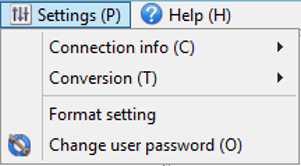 Settings (P) Help (H)
Connection info (C)
Conversion (T)
Format setting
Change user password (O)